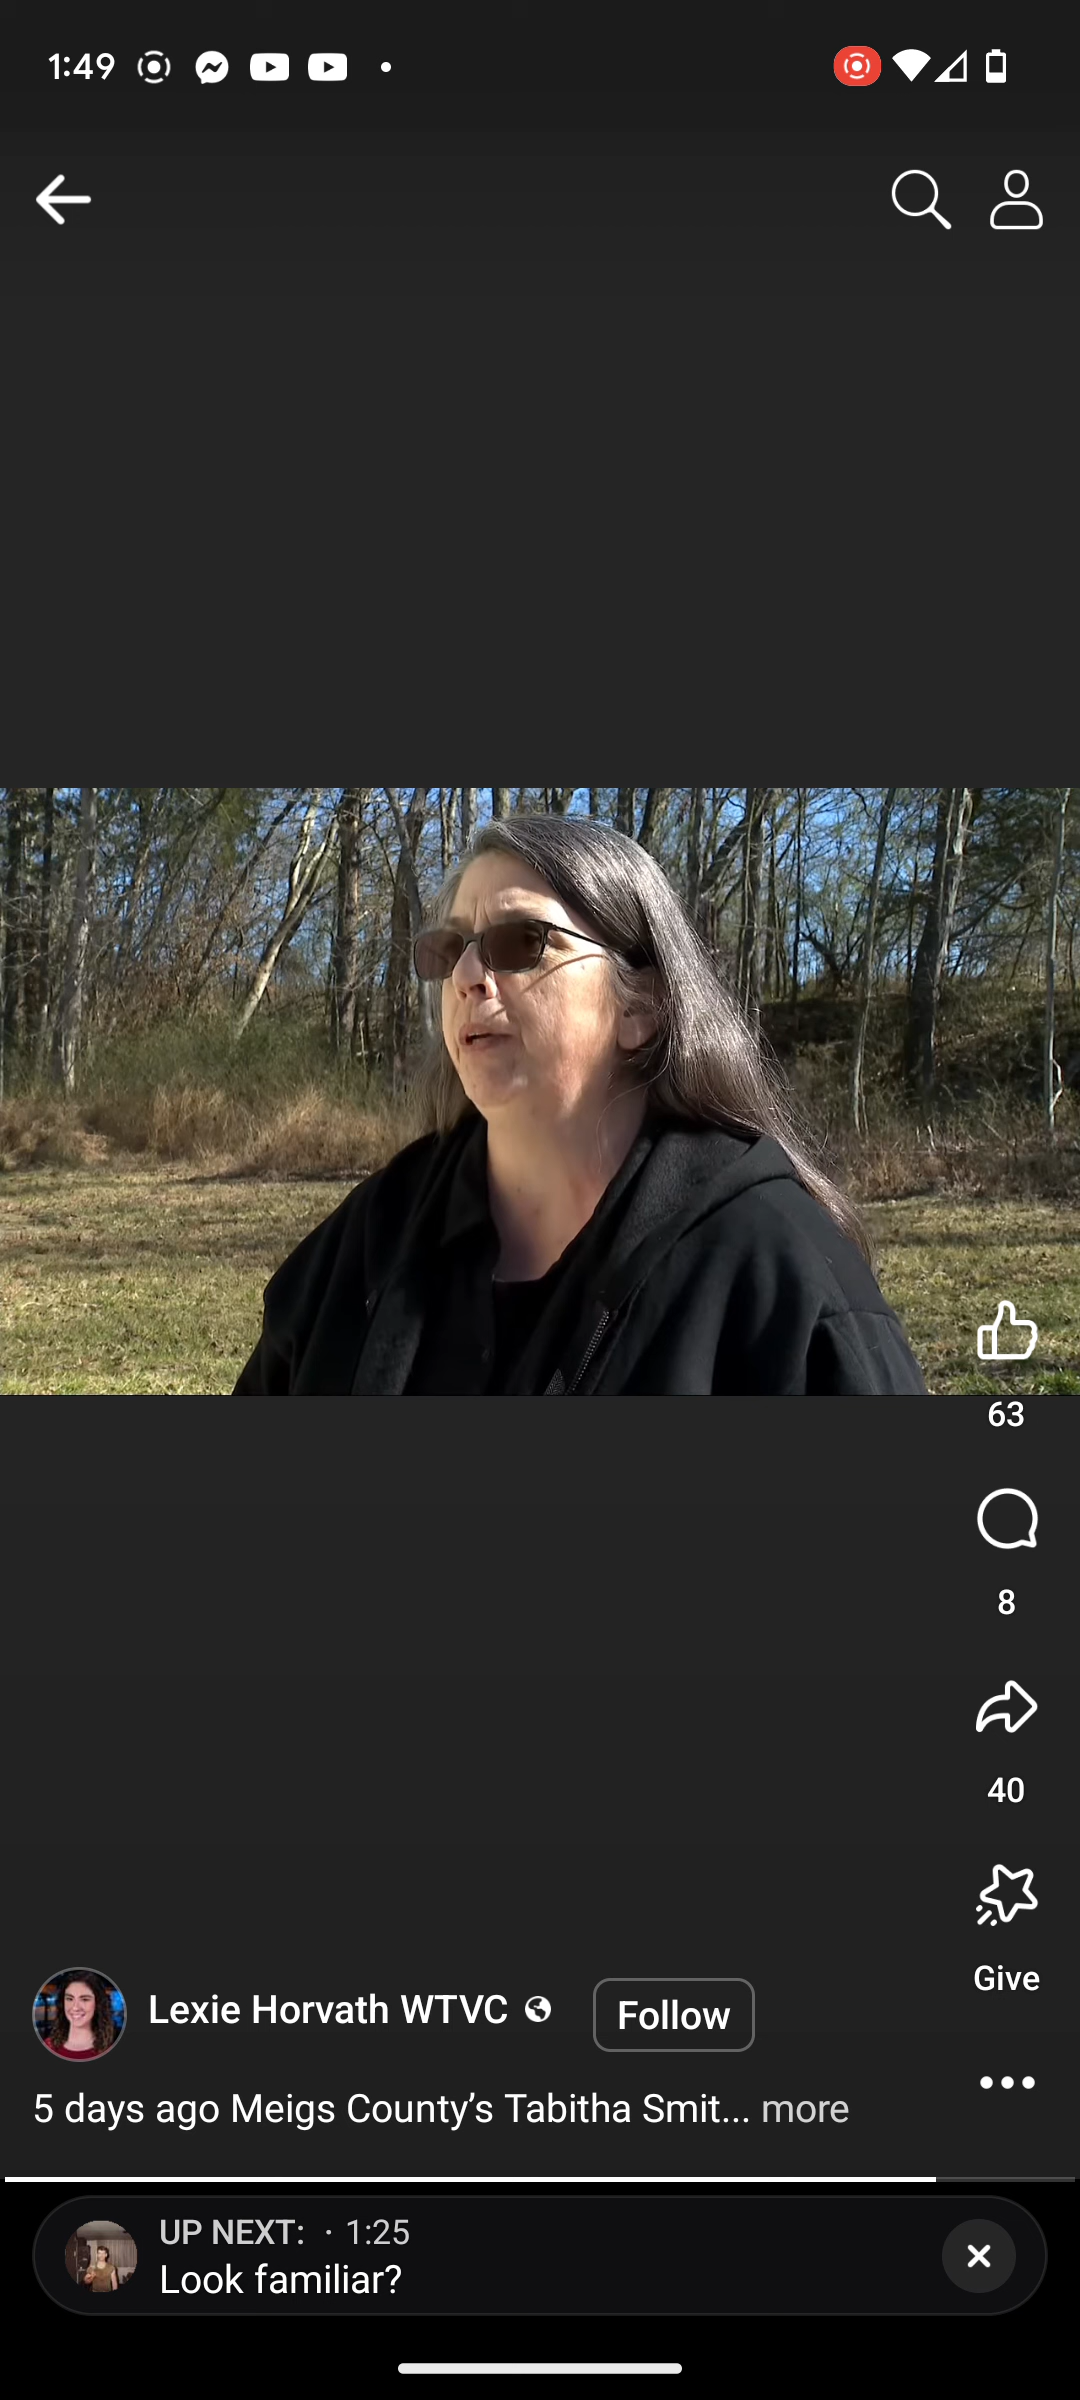 1:49
63
8
40
Give
Lexie Horvath WTVC
Follow
5 days ago Meigs County’s Tabitha Smit... more
UP NEXT: · 1:25
Look familiar?